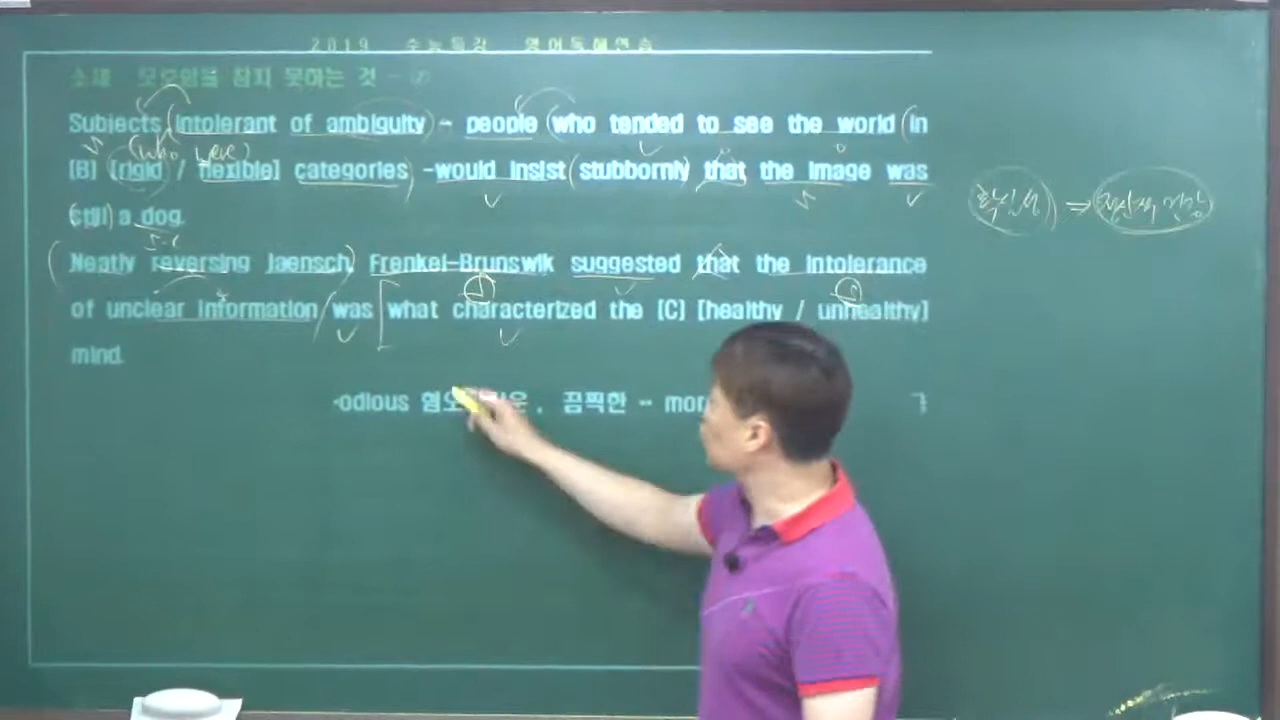 2019 수능특강 영어독해연습
소재 모호함을 참지 못하는 것 - ⑦
Subjects intolerant of ambiguity - people who tended to see the world in
(who were)
[B] [rigid / flexible] categories -would insist stubbornly that the image was
확신성 ⇒ 정신적 건강
still a dog.
S·C
Neatly reversing Jaensch, Frenkel-Brunswik suggested that the intolerance
of unclear information was what characterized the [C] [healthy / unhealthy]
① ②
mind.
-odious 혐오 운, 끔찍한 -- mor